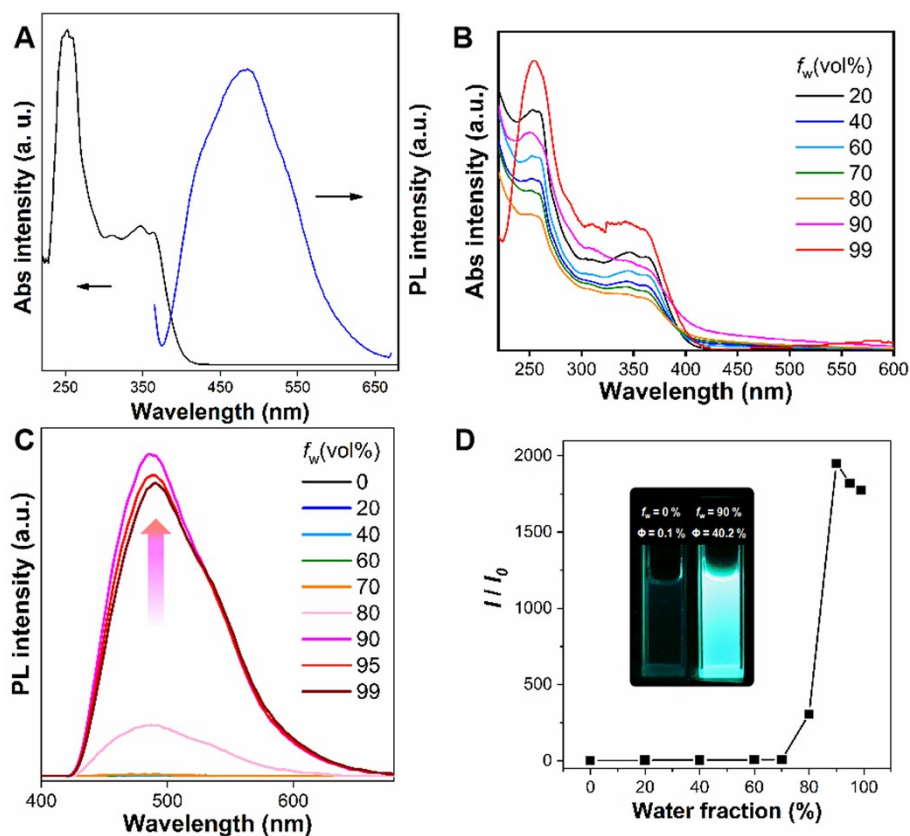 A
Abs intensity (a. u.)
PL intensity (a.u.)
250 350 450 550 650
Wavelength (nm)
B
Abs intensity (a.u.)
fw(vol%)
20
40
60
70
80
90
99
250 300 350 400 450 500 550 600
Wavelength (nm)
C
PL intensity (a.u.)
fw(vol%)
0
20
40
60
70
80
90
95
99
400 500 600
Wavelength (nm)
D
I / I0
2000
1500
1000
500
0
fw = 0 % fw = 90 %
Φ = 0.1 % Φ = 40.2 %
0 20 40 60 80 100
Water fraction (%)